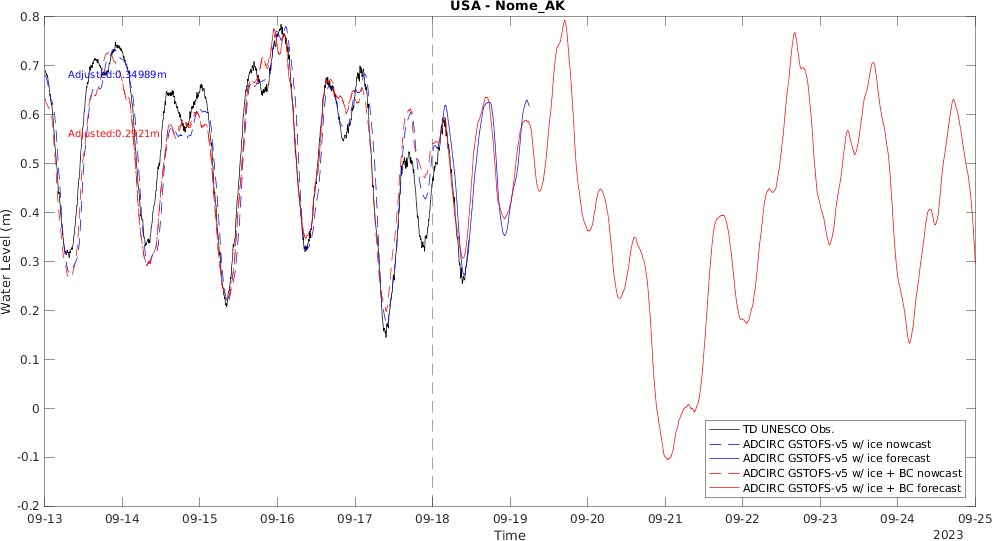 USA - Nome_AK
0.8
0.7
0.6
0.5
0.4
0.3
0.2
0.1
0
-0.1
-0.2
Water Level (m)
Adjusted:0.34989m
Adjusted:0.2921m
TD UNESCO Obs.
ADCIRC GSTOFS-v5 w/ ice nowcast
ADCIRC GSTOFS-v5 w/ ice forecast
ADCIRC GSTOFS-v5 w/ ice + BC nowcast
ADCIRC GSTOFS-v5 w/ ice + BC forecast
09-13 09-14 09-15 09-16 09-17 09-18 09-19 09-20 09-21 09-22 09-23 09-24 09-25
Time
2023